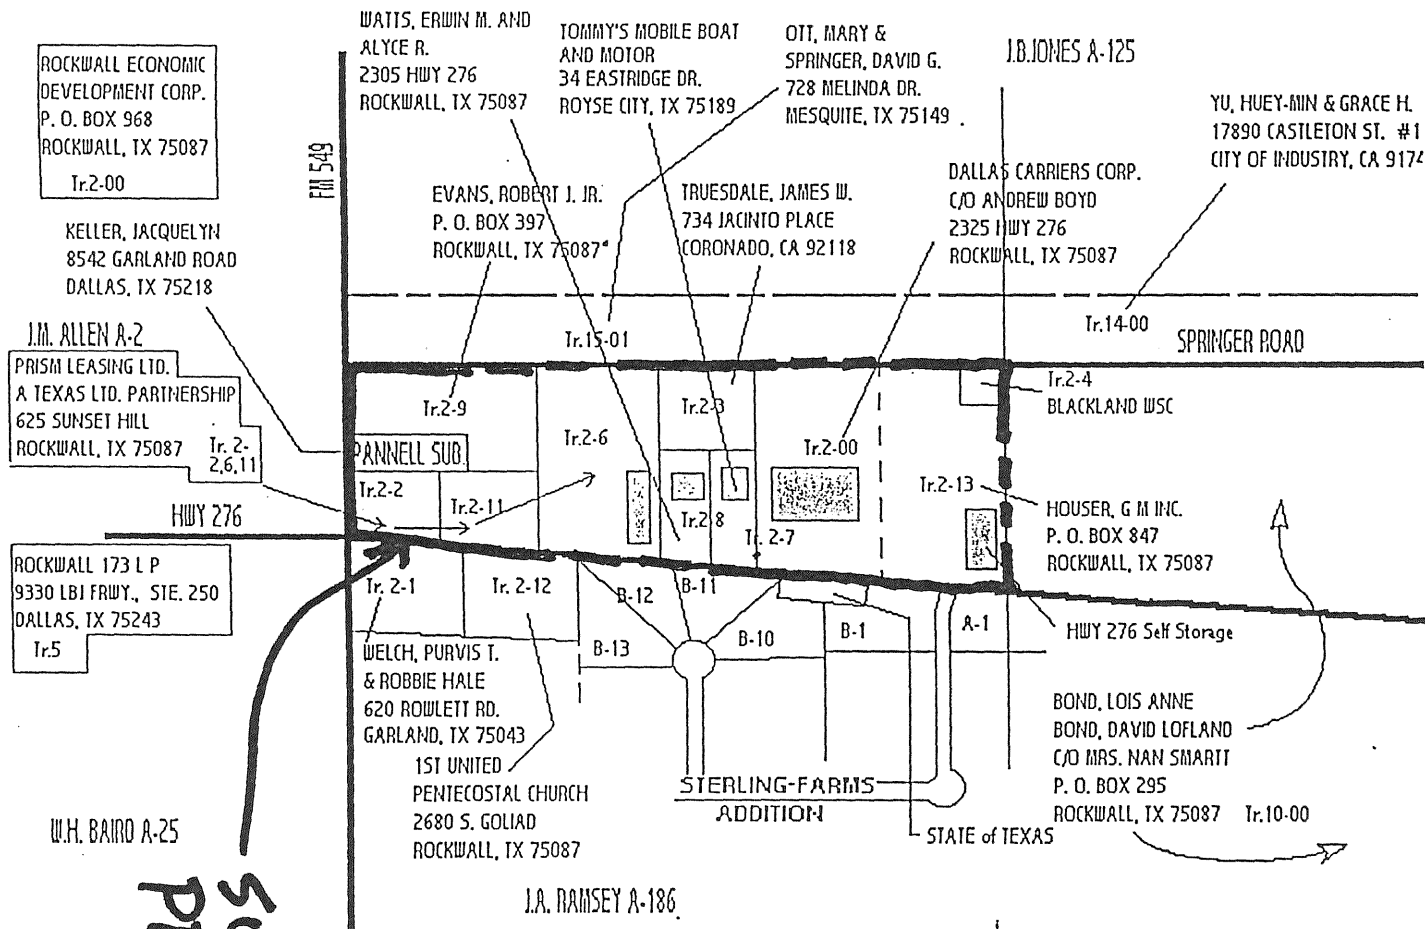 ROCKWALL ECONOMIC
DEVELOPMENT CORP.
P. O. BOX 968
ROCKWALL, TX 75087
Tr.2-00
WATTS, ERWIN M. AND
ALYCE R.
2305 HWY 276
ROCKWALL, TX 75087
TOMMY'S MOBILE BOAT
AND MOTOR
34 EASTRIDGE DR.
ROYSE CITY, TX 75189
OTT, MARY &
SPRINGER, DAVID G.
728 MELINDA DR.
MESQUITE, TX 75149
J.B.JONES A-125
YU, HUEY-MIN & GRACE H.
17890 CASTLETON ST. #1
CITY OF INDUSTRY, CA 9174
FM 549
EVANS, ROBERT J. JR.
P. O. BOX 397
ROCKWALL, TX 75087
TRUESDALE, JAMES W.
734 JACINTO PLACE
CORONADO, CA 92118
DALLAS CARRIERS CORP.
C/O ANDREW BOYD
2325 HWY 276
ROCKWALL, TX 75087
KELLER, JACQUELYN
8542 GARLAND ROAD
DALLAS, TX 75218
Tr.15-01
Tr.14-00
SPRINGER ROAD
J.M. ALLEN A-2
PRISM LEASING LTD.
A TEXAS LTD. PARTNERSHIP
625 SUNSET HILL
ROCKWALL, TX 75087
Tr. 2-
2,6,11
Tr.2-9
PANNELL SUB.
Tr.2-2
Tr.2-11
Tr.2-6
Tr.2-3
Tr.2-8
Tr. 2-7
Tr.2-00
Tr.2-4
BLACKLAND WSC
Tr.2-13
HOUSER, G M INC.
P. O. BOX 847
ROCKWALL, TX 75087
HWY 276
ROCKWALL 173 L P
9330 LBJ FRWY., STE. 250
DALLAS, TX 75243
Tr.5
Tr. 2-1
Tr. 2-12
B-12
B-11
B-13
B-10
B-1
A-1
HWY 276 Self Storage
WELCH, PURVIS T.
& ROBBIE HALE
620 ROWLETT RD.
GARLAND, TX 75043
1ST UNITED
PENTECOSTAL CHURCH
2680 S. GOLIAD
ROCKWALL, TX 75087
STERLING-FARMS
ADDITION
STATE of TEXAS
BOND, LOIS ANNE
BOND, DAVID LOFLAND
C/O MRS. NAN SMARTT
P. O. BOX 295
ROCKWALL, TX 75087 Tr.10-00
W.H. BAIRD A-25
J.A. RAMSEY A-186